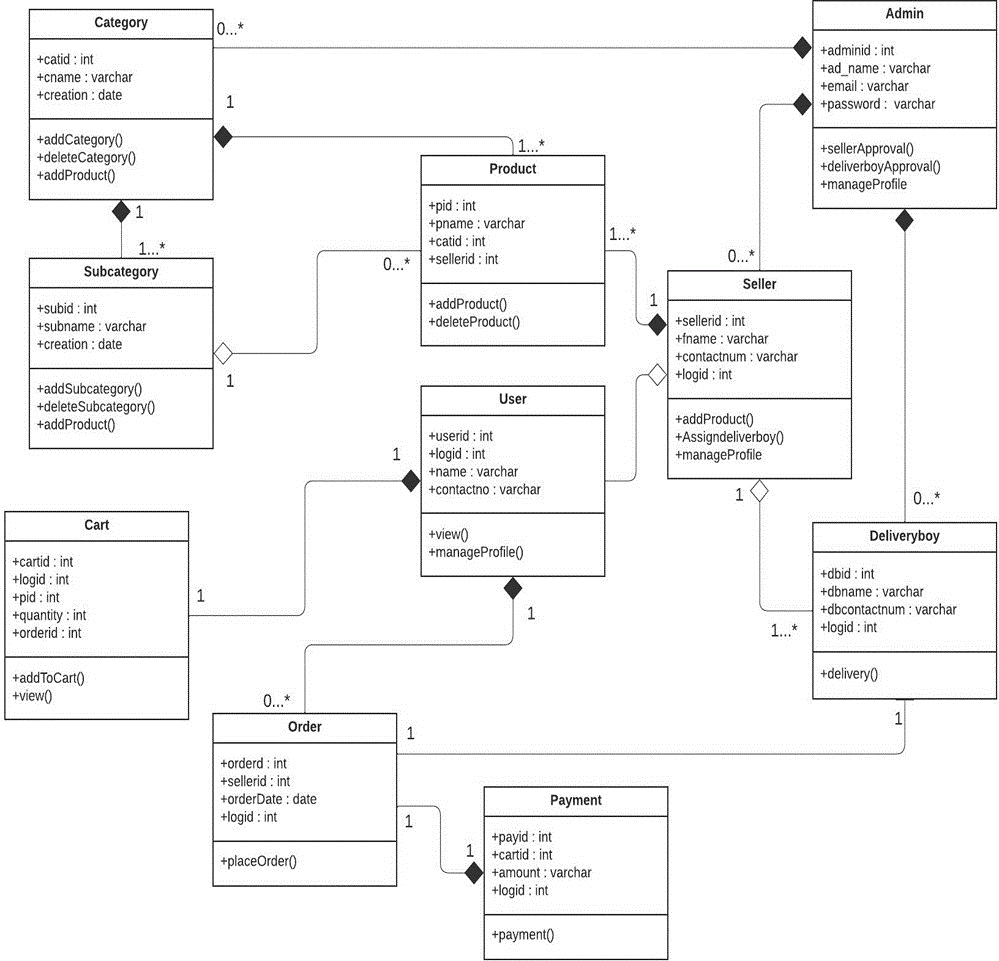 Category
+catid : int
+cname : varchar
+creation : date
+addCategory()
+deleteCategory()
+addProduct()
0...*
1
1
Admin
+adminid : int
+ad_name : varchar
+email : varchar
+password : varchar
+sellerApproval()
+deliverboyApproval()
+manageProfile
1...*
Product
+pid : int
+pname : varchar
+catid : int
+sellerid : int
+addProduct()
+deleteProduct()
1...*
0...*
1...*
Subcategory
+subid : int
+subname : varchar
+creation : date
+addSubcategory()
+deleteSubcategory()
+addProduct()
1
0...*
Seller
+sellerid : int
+fname : varchar
+contactnum : varchar
+logid : int
+addProduct()
+Assigndeliverboy()
+manageProfile
1
1
User
+userid : int
+logid : int
+name : varchar
+contactno : varchar
+view()
+manageProfile()
1
1
0...*
Deliveryboy
+dbid : int
+dbname : varchar
+dbcontactnum : varchar
+logid : int
+delivery()
1...*
1
Cart
+cartid : int
+logid : int
+pid : int
+quantity : int
+orderid : int
+addToCart()
+view()
1
0...*
Order
+orderd : int
+sellerid : int
+orderDate : date
+logid : int
+placeOrder()
1
1
1
Payment
+payid : int
+cartid : int
+amount : varchar
+logid : int
+payment()